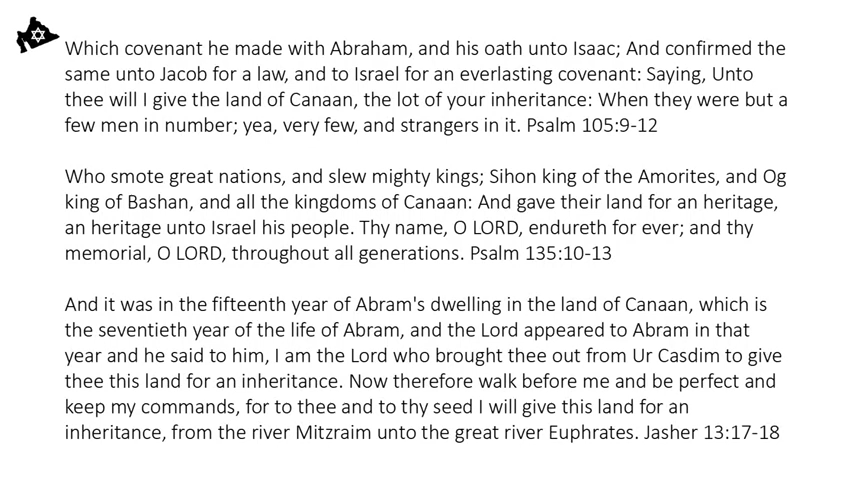 Which covenant he made with Abraham, and his oath unto Isaac; And confirmed the
same unto Jacob for a law, and to Israel for an everlasting covenant: Saying, Unto
thee will I give the land of Canaan, the lot of your inheritance: When they were but a
few men in number; yea, very few, and strangers in it. Psalm 105:9-12
Who smote great nations, and slew mighty kings; Sihon king of the Amorites, and Og
king of Bashan, and all the kingdoms of Canaan: And gave their land for an heritage,
an heritage unto Israel his people. Thy name, O LORD, endureth for ever; and thy
memorial, O LORD, throughout all generations. Psalm 135:10-13
And it was in the fifteenth year of Abram's dwelling in the land of Canaan, which is
the seventieth year of the life of Abram, and the Lord appeared to Abram in that
year and he said to him, I am the Lord who brought thee out from Ur Casdim to give
thee this land for an inheritance. Now therefore walk before me and be perfect and
keep my commands, for to thee and to thy seed I will give this land for an
inheritance, from the river Mitzraim unto the great river Euphrates. Jasher 13:17-18